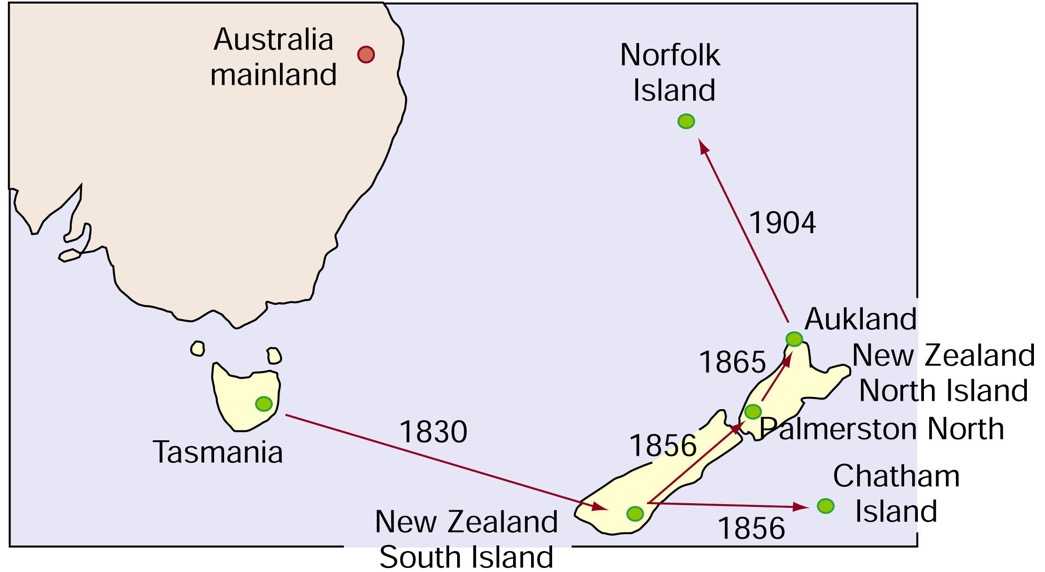 Australia
mainland
Norfolk
Island
1904
Aukland
1865
New Zealand
North Island
Palmerston North
1830
1856
Tasmania
Chatham
Island
1856
New Zealand
South Island